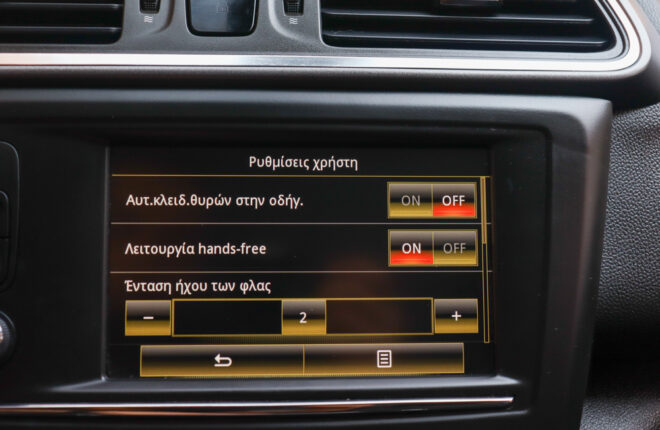 Ρυθμίσεις χρήστη
Αυτ.κλειδ.θυρών στην οδήγ. ON OFF
Λειτουργία hands-free ON OFF
Ένταση ήχου των φλας
− 2 +